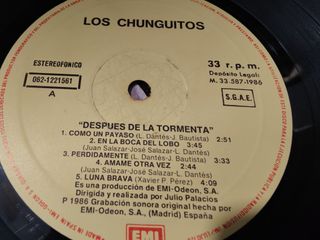 LOS CHUNGUITOS
ESTEREOFONICO
062-1221561
A
33 r.p.m.
Depósito Legal:
M. 33.587-1986
S.G.A.E.
"DESPUES DE LA TORMENTA"
1. COMO UN PAYASO (L. Dantés-J. Bautista) 2:51
2. EN LA BOCA DEL LOBO 3:45
(Juan Salazar-José Salazar-L. Dantés)
3. PERDIDAMENTE (L. Dantés-J. Bautista) 3:33
4. AMAME OTRA VEZ
(Juan Salazar-José Salazar-L. Dantés)
5. LUNA BRAVA (Xavier P. Pérez)
Es una producción de EMI-Odeon, S.A.
Dirigida y realizada por Julio Palacios
P 1986 Grabación sonora original hecha por
EMI-Odeon, S.A., (Madrid) España
EMI